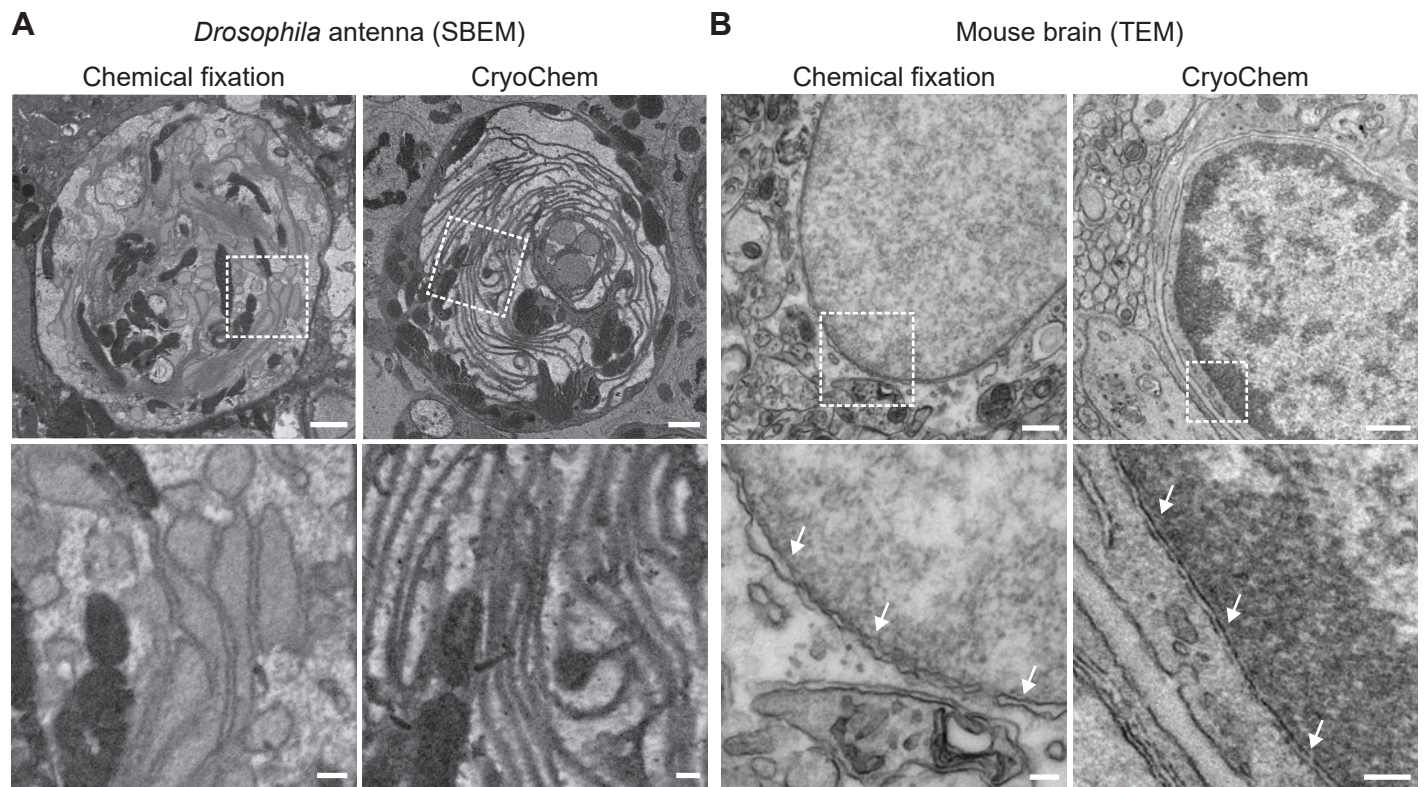 A
Drosophila antenna (SBEM)
Chemical fixation
CryoChem
B
Mouse brain (TEM)
Chemical fixation
CryoChem